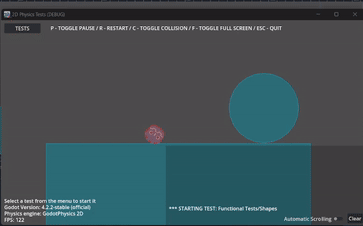 2D Physics Tests (DEBUG)
TESTS
P - TOGGLE PAUSE / R - RESTART / C - TOGGLE COLLISION / F - TOGGLE FULL SCREEN / ESC - QUIT
Select a test from the menu to start it
Godot Version: 4.2.2-stable (official)
Physics engine: GodotPhysics 2D
FPS: 122
*** STARTING TEST: Functional Tests/Shapes
Automatic Scrolling
Clear